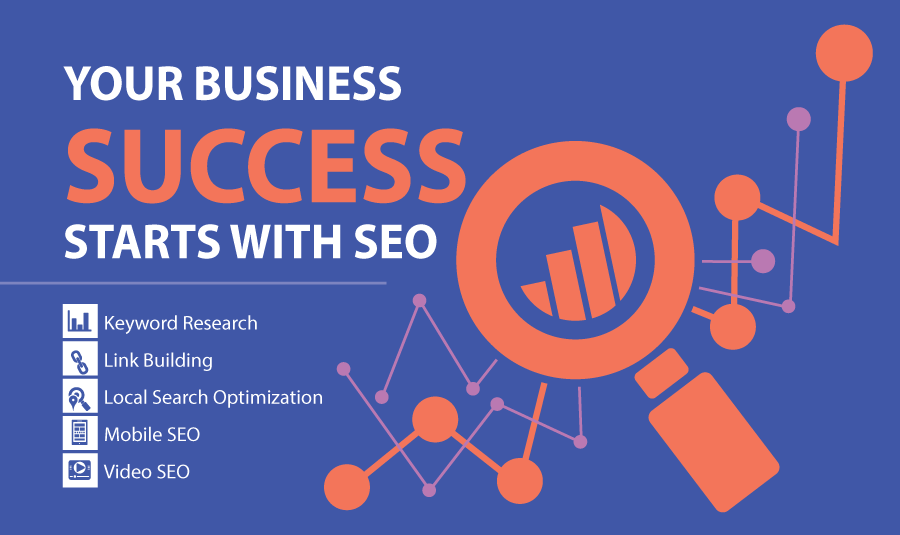 YOUR BUSINESS
SUCCESS
STARTS WITH SEO
Keyword Research
Link Building
Local Search Optimization
Mobile SEO
Video SEO